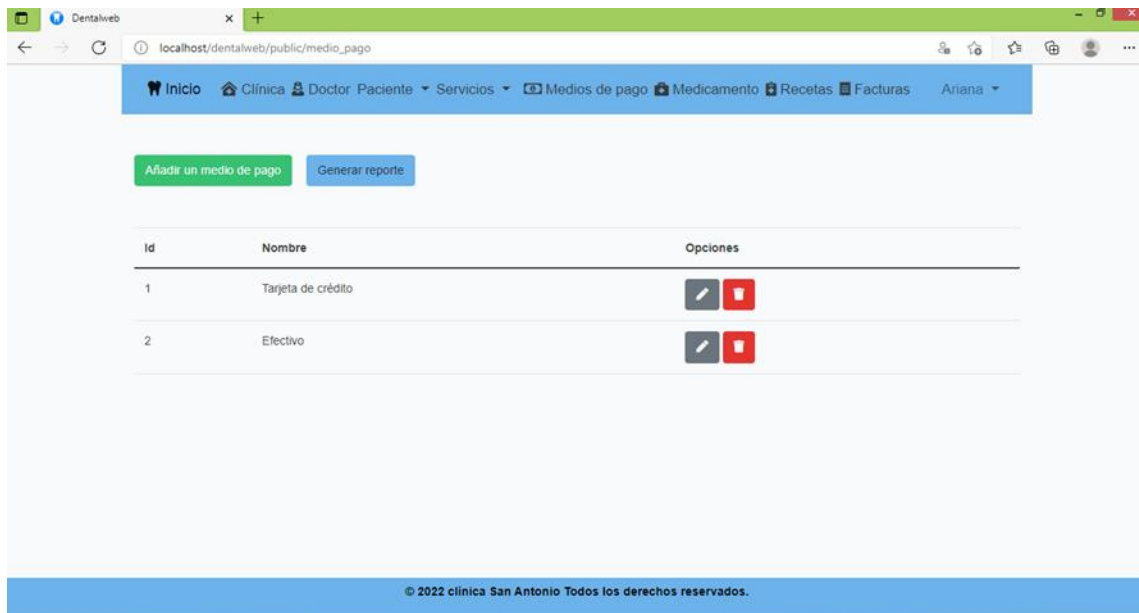 Dentalweb
localhost/dentalweb/public/medio_pago
Inicio Clínica Doctor Paciente Servicios Medios de pago Medicamento Recetas Facturas Ariana
Añadir un medio de pago Generar reporte
Id Nombre Opciones
1 Tarjeta de crédito
2 Efectivo
© 2022 clínica San Antonio Todos los derechos reservados.